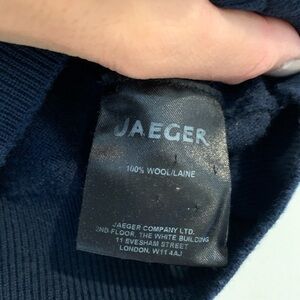 JAEGER
100% WOOL/LAINE
JAEGER COMPANY LTD.
2ND FLOOR, THE WHITE BUILDING
11 EVESHAM STREET
LONDON, W11 4AJ